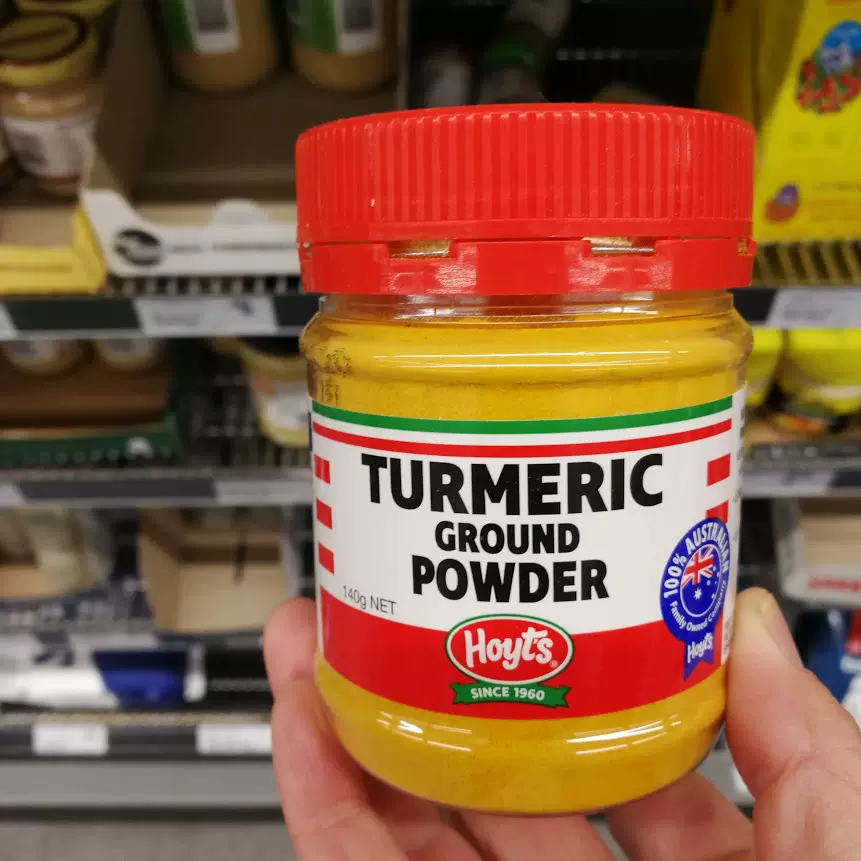 TURMERIC
GROUND
POWDER
140g NET
100% AUSTRALIAN
Family Owned Company
Hoyt's
Hoyt's
SINCE 1960